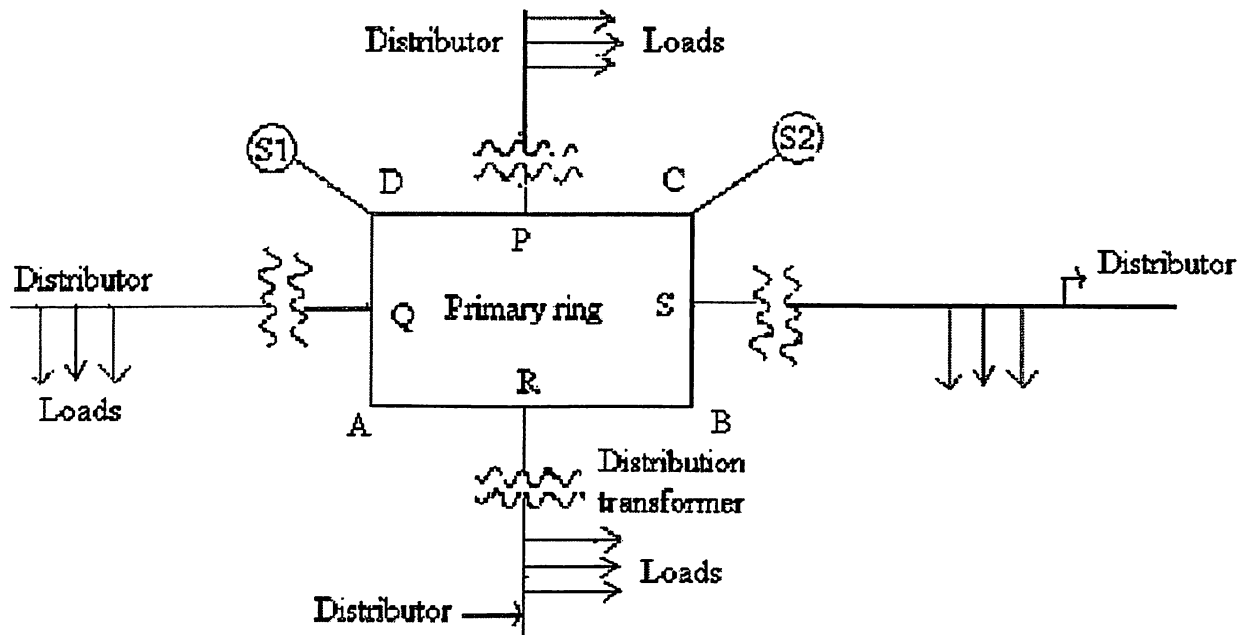 Distributor
Loads
S1
S2
D
C
P
Distributor
Distributor
Q
Primary ring
S
R
Loads
A
B
Distribution
transformer
Loads
Distributor